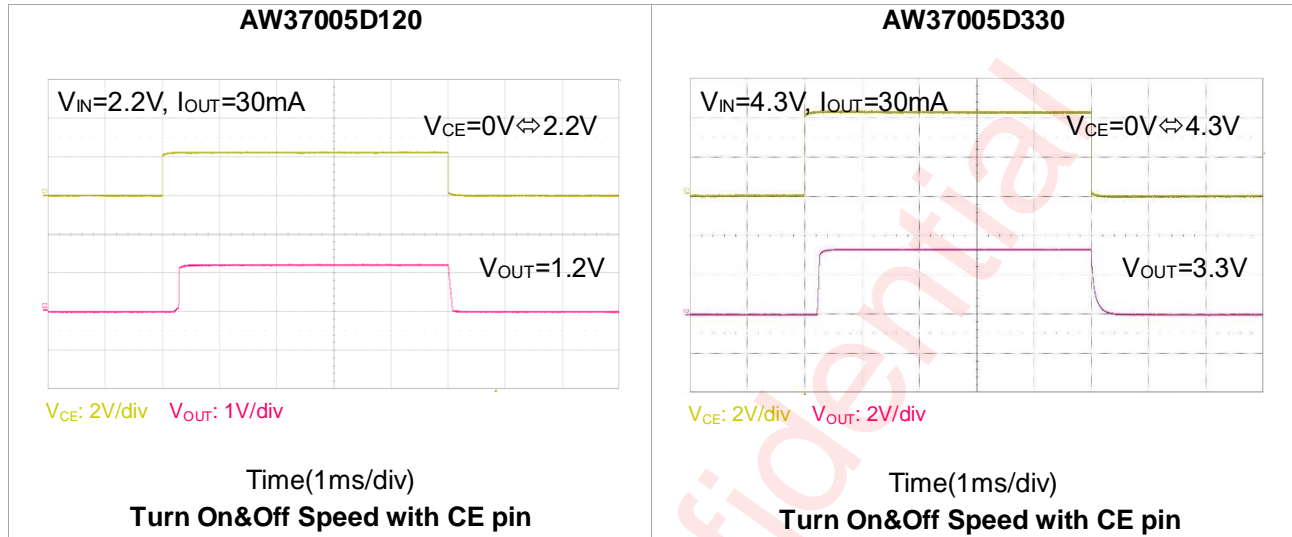 AW37005D120
VIN=2.2V, IOUT=30mA
VCE=0V⇔2.2V
VOUT=1.2V
VCE: 2V/div VOUT: 1V/div
Time(1ms/div)
Turn On&Off Speed with CE pin
AW37005D330
VIN=4.3V, IOUT=30mA
VCE=0V⇔4.3V
VOUT=3.3V
VCE: 2V/div VOUT: 2V/div
Time(1ms/div)
Turn On&Off Speed with CE pin
fidential